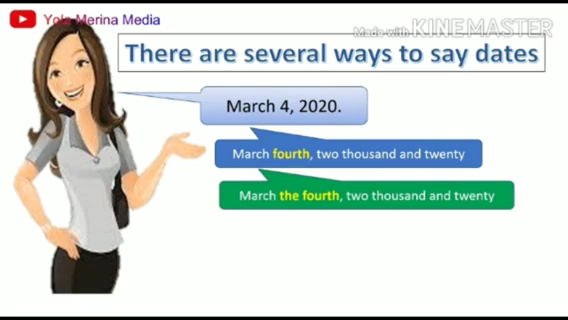 Yola Merina Media
Made with KINEMASTER
There are several ways to say dates
March 4, 2020.
March fourth, two thousand and twenty
March the fourth, two thousand and twenty